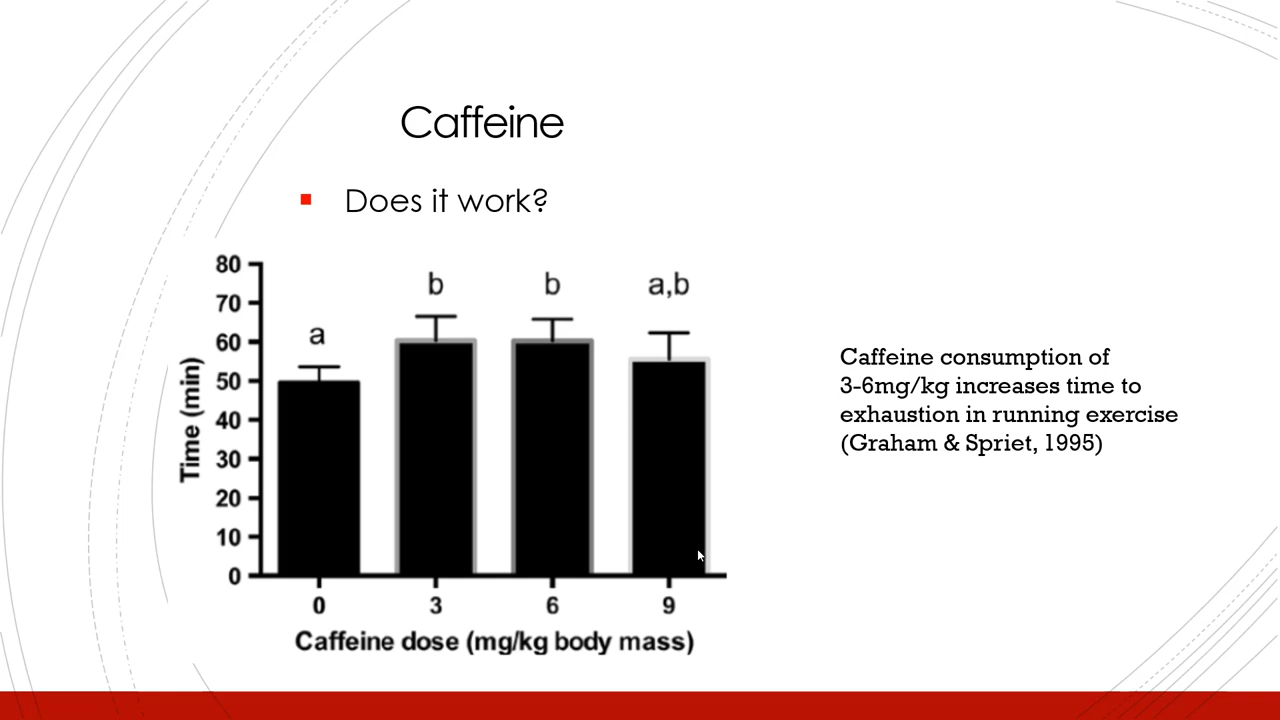 Caffeine
Does it work?
80
70
60
50
40
30
20
10
0
Time (min)
a
b
b
a,b
0 3 6 9
Caffeine dose (mg/kg body mass)
Caffeine consumption of
3-6mg/kg increases time to
exhaustion in running exercise
(Graham & Spriet, 1995)